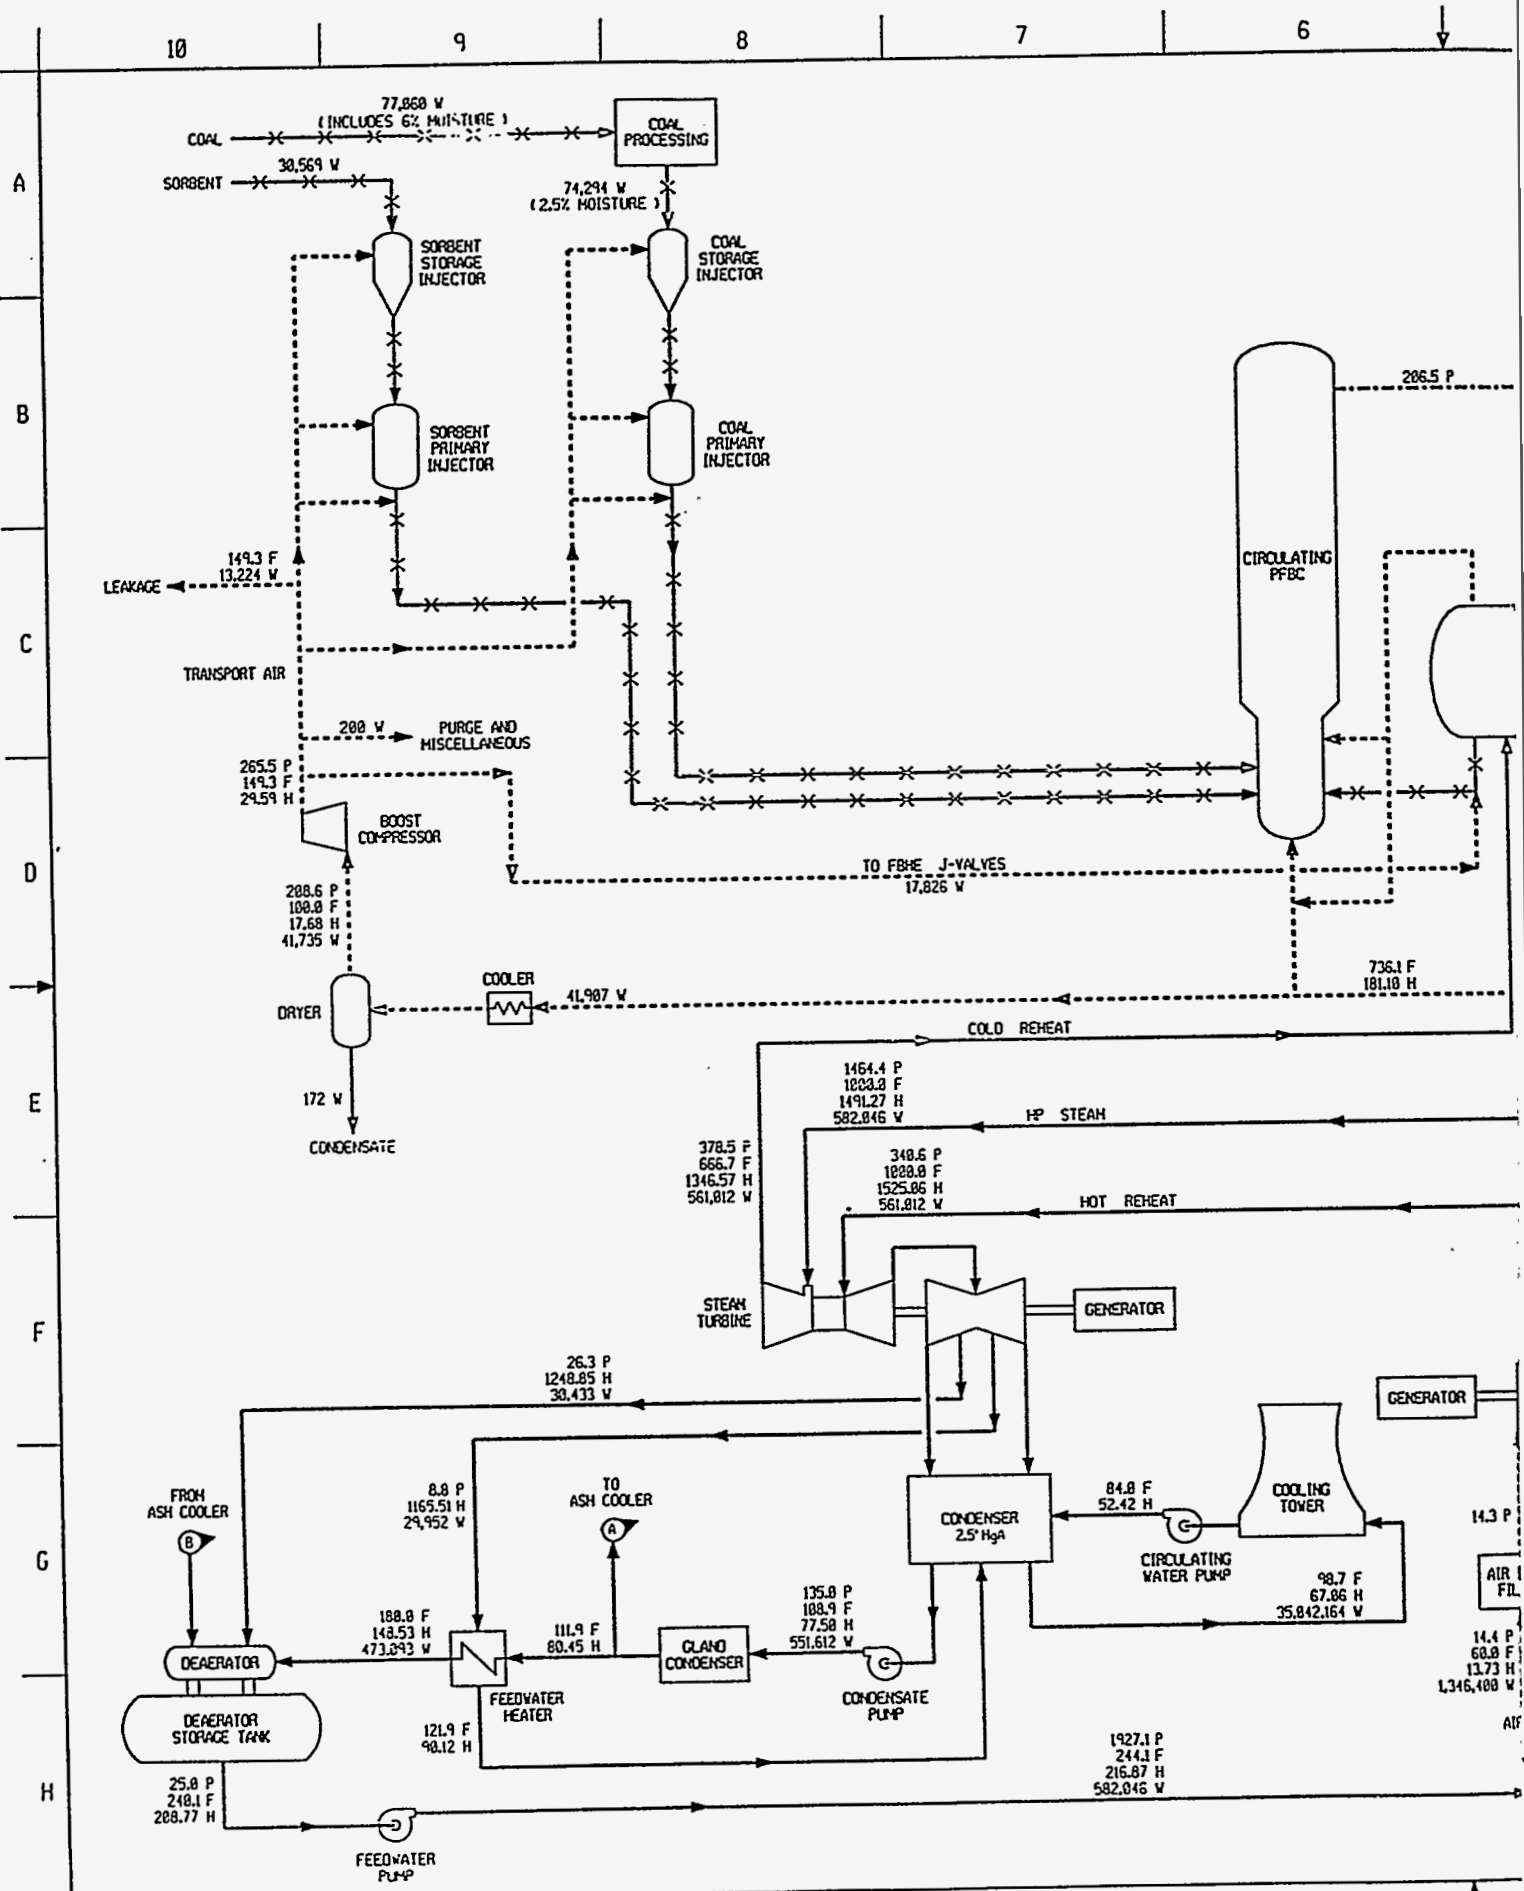 10
9
8
7
6
A
B
C
D
E
F
G
H
77,860 W
(INCLUDES 6% MOISTURE)
COAL
COAL
PROCESSING
30,569 W
SORBENT
74,294 W
(2.5% MOISTURE)
SORBENT
STORAGE
INJECTOR
COAL
STORAGE
INJECTOR
206.5 P
SORBENT
PRIMARY
INJECTOR
COAL
PRIMARY
INJECTOR
149.3 F
13,224 W
LEAKAGE
CIRCULATING
PFBC
TRANSPORT AIR
200 W
PURGE AND
MISCELLANEOUS
265.5 P
149.3 F
29.59 H
BOOST
COMPRESSOR
TO FBHE J-VALVES
17,826 W
208.6 P
100.0 F
17.68 H
41,735 W
DRYER
COOLER
41,907 W
736.1 F
181.10 H
COLD REHEAT
172 W
CONDENSATE
1464.4 P
1000.0 F
1491.27 H
582,046 W
HP STEAM
378.5 P
666.7 F
1346.57 H
561,012 W
340.6 P
1000.0 F
1525.06 H
561,012 W
HOT REHEAT
STEAM
TURBINE
GENERATOR
26.3 P
1248.85 H
30,433 W
GENERATOR
8.8 P
1165.51 H
29,952 W
FROM
ASH COOLER
B
TO
ASH COOLER
A
CONDENSER
2.5" HgA
84.0 F
52.42 H
COOLING
TOWER
CIRCULATING
WATER PUMP
14.3 P
AIR
FIL
98.7 F
67.06 H
35,042,164 W
135.0 P
108.9 F
77.50 H
551,612 W
180.0 F
148.53 H
473,093 W
111.9 F
80.45 H
DEAERATOR
GLAND
CONDENSER
14.4 P
60.0 F
13.73 H
1,346,400 W
AIR
FEEDWATER
HEATER
CONDENSATE
PUMP
DEAERATOR
STORAGE TANK
121.9 F
90.12 H
1927.1 P
244.1 F
216.87 H
582,046 W
25.0 P
240.1 F
208.77 H
FEEDWATER
PUMP